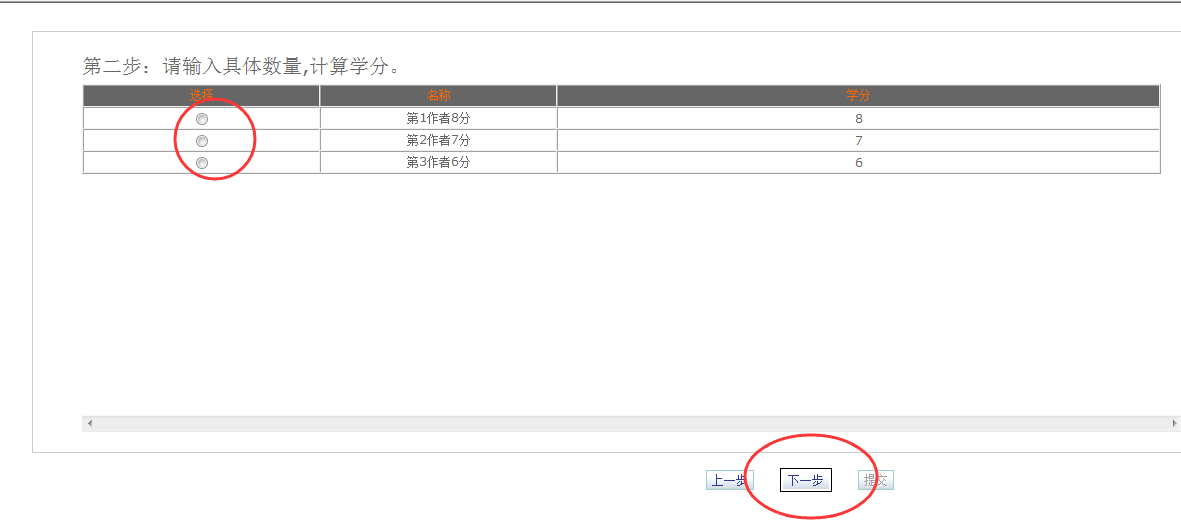 第二步：请输入具体数量,计算学分。
选择 名称 学分
第1作者8分 8
第2作者7分 7
第3作者6分 6
上一步 下一步 提交